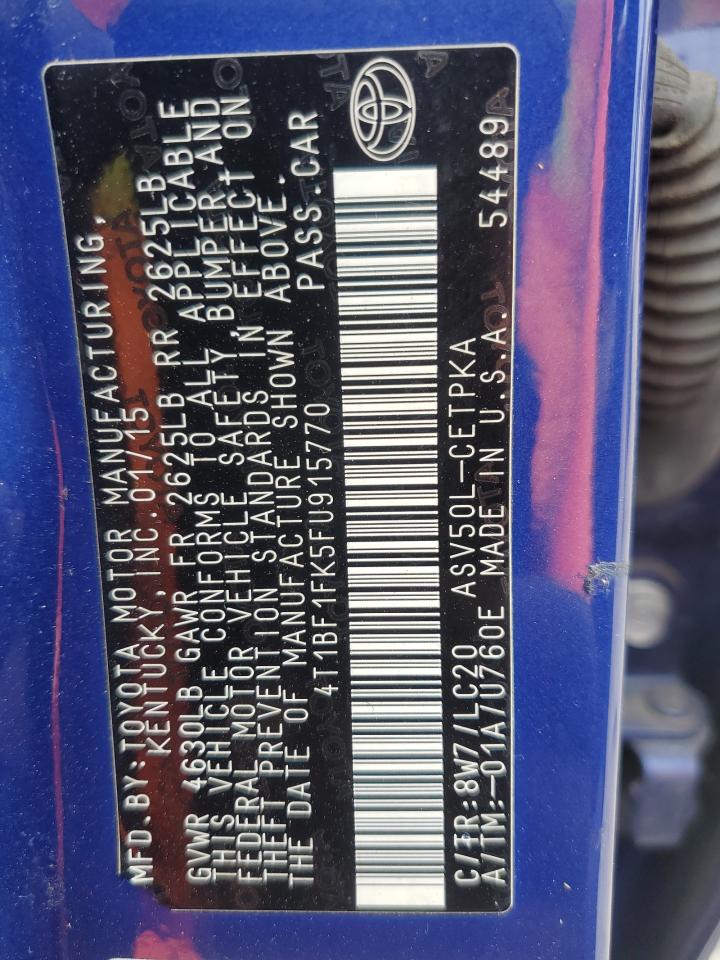 MFD.BY:TOYOTA MOTOR MANUFACTURING,
KENTUCKY,INC.01/15
GVWR 4630LB GAWR FR 2625LB RR 2625LB
THIS VEHICLE CONFORMS TO ALL APPLICABLE
FEDERAL MOTOR VEHICLE SAFETY,BUMPER,AND
THEFT PREVENTION STANDARDS IN EFFECT ON
THE DATE OF MANUFACTURE SHOWN ABOVE.
4T1BF1FK5FU915770 PASS.CAR
C/TR:8W7/LC20 ASV50L-CETPKA
A/TM:-01A/U760E MADE IN U.S.A. 54489